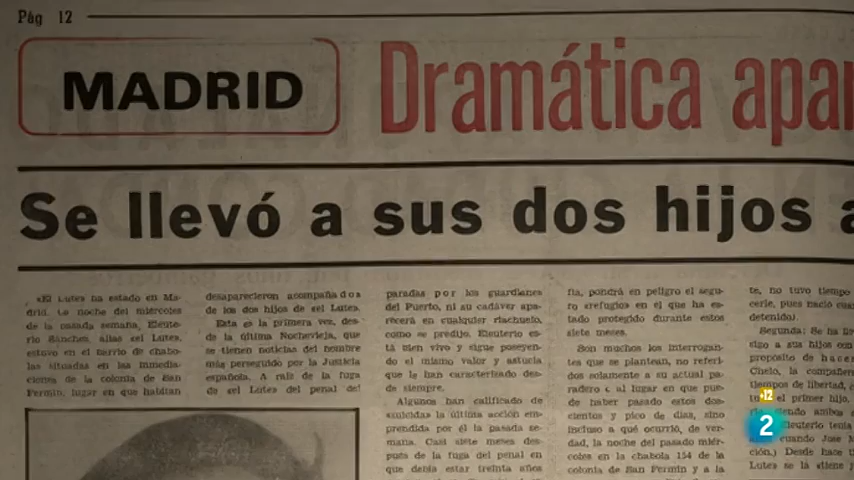 Pág 12
MADRID
Dramática apar
Se llevó a sus dos hijos a
«El Lute» ha estado en Ma-
drid. La noche del miércoles
de la pasada semana, Eleute-
rio Sánchez, alias «el Lute»,
estuvo en el barrio de chabo-
las situadas en las inmedia-
ciones de la colonia de San
Fermín, lugar en que habitan
desaparecieron acompañados
de los dos hijos de «el Lute».
Esta es la primera vez, des-
de la última Nochevieja, que
se tienen noticias del hombre
más perseguido por la Justicia
española. A raíz de la fuga
de «el Lute» del penal del
paradas por los guardianes
del Puerto, ni su cadáver apa-
recerá en cualquier riachuelo,
como se predijo. Eleuterio es-
tá bien vivo y sigue poseyen-
do el mismo valor y astucia
que le han caracterizado des-
de siempre.
Algunos han calificado de
«suicida» la última acción em-
prendida por él la pasada se-
mana. Casi siete meses des-
pués de la fuga del penal en
que debía estar treinta años
fía, pondrá en peligro el segu-
ro «refugio» en el que ha es-
tado protegido durante estos
siete meses.
Son muchos los interrogan-
tes que se plantean, no referi-
dos solamente a su actual pa-
radero o al lugar en que pue-
de haber pasado estos dos-
cientos y pico de días, sino
incluso a qué ocurrió, de ver-
dad, la noche del pasado miér-
coles en la chabola 154 de la
colonia de San Fermín y a la
te, no tuvo tiempo
cerle, pues nació cua
detenido).
Segunda: Se ha llev
sigo a sus hijos con
propósito de hacer
Chelo, la compañer
tiempos de libertad, ¿
el primer hijo,
siendo ambos
Eleuterio tenía
cuando José M
ción.) Desde hace t
Lute» se la «tiene j
+12
2